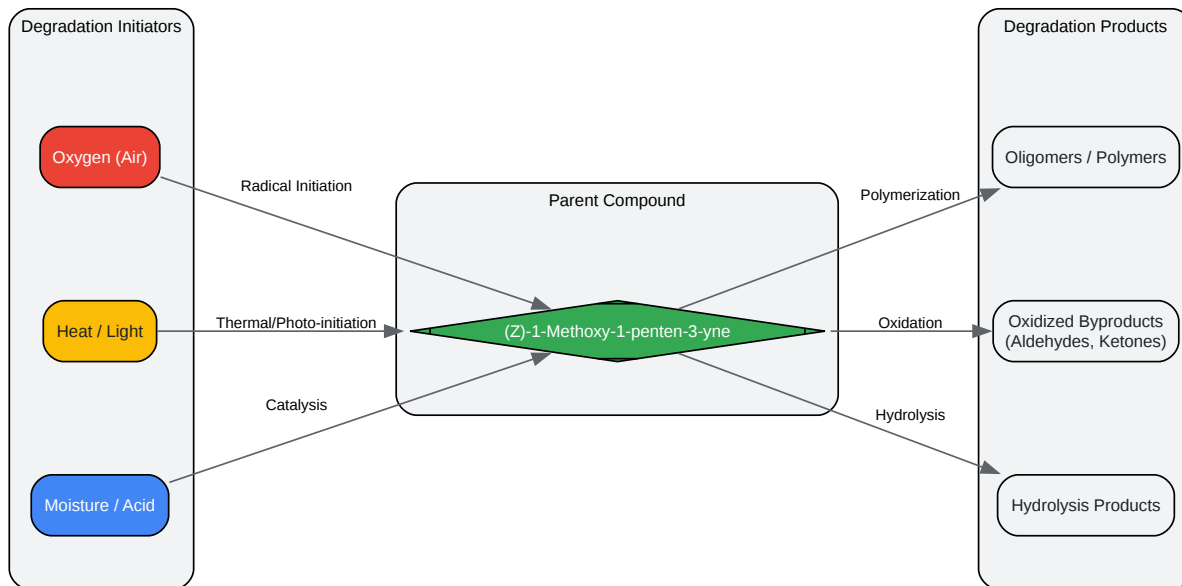 Degradation Initiators
Degradation Products
Oxygen (Air)
Radical Initiation
Parent Compound
Polymerization
Oligomers / Polymers
Heat / Light
Thermal/Photo-initiation
(Z)-1-Methoxy-1-penten-3-yne
Oxidation
Oxidized Byproducts
(Aldehydes, Ketones)
Catalysis
Hydrolysis
Moisture / Acid
Hydrolysis Products